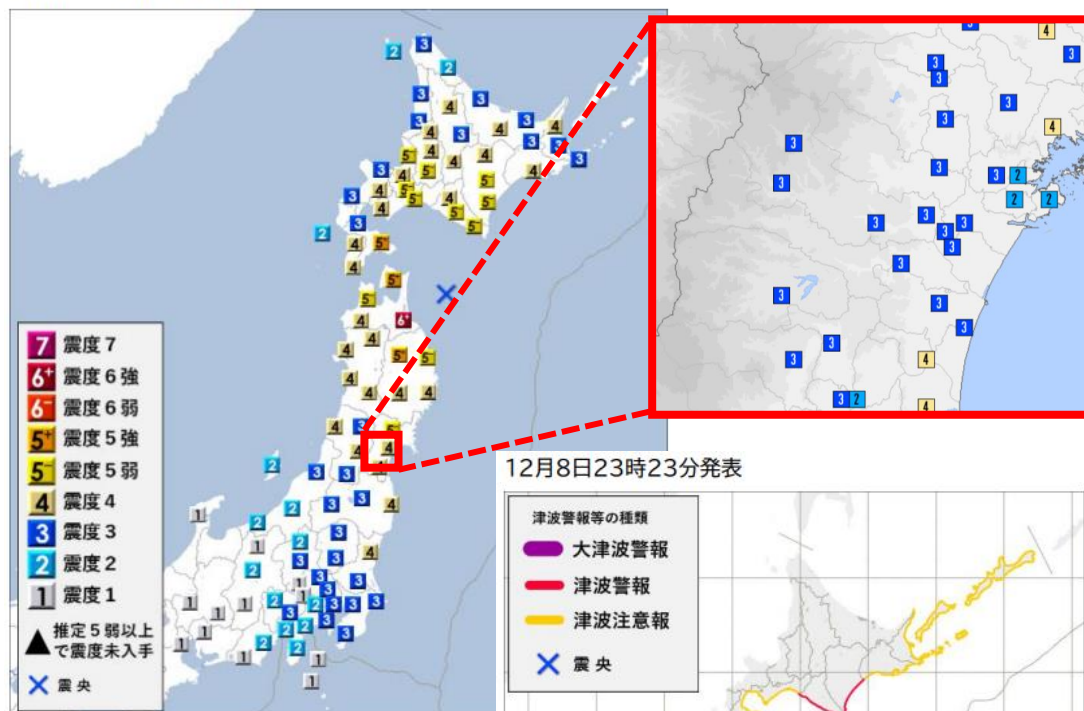 7 震度7
6+ 震度6強
6- 震度6弱
5+ 震度5強
5- 震度5弱
4 震度4
3 震度3
2 震度2
1 震度1
推定5弱以上
で震度未入手
震央
12月8日23時23分発表
津波警報等の種類
大津波警報
津波警報
津波注意報
震央